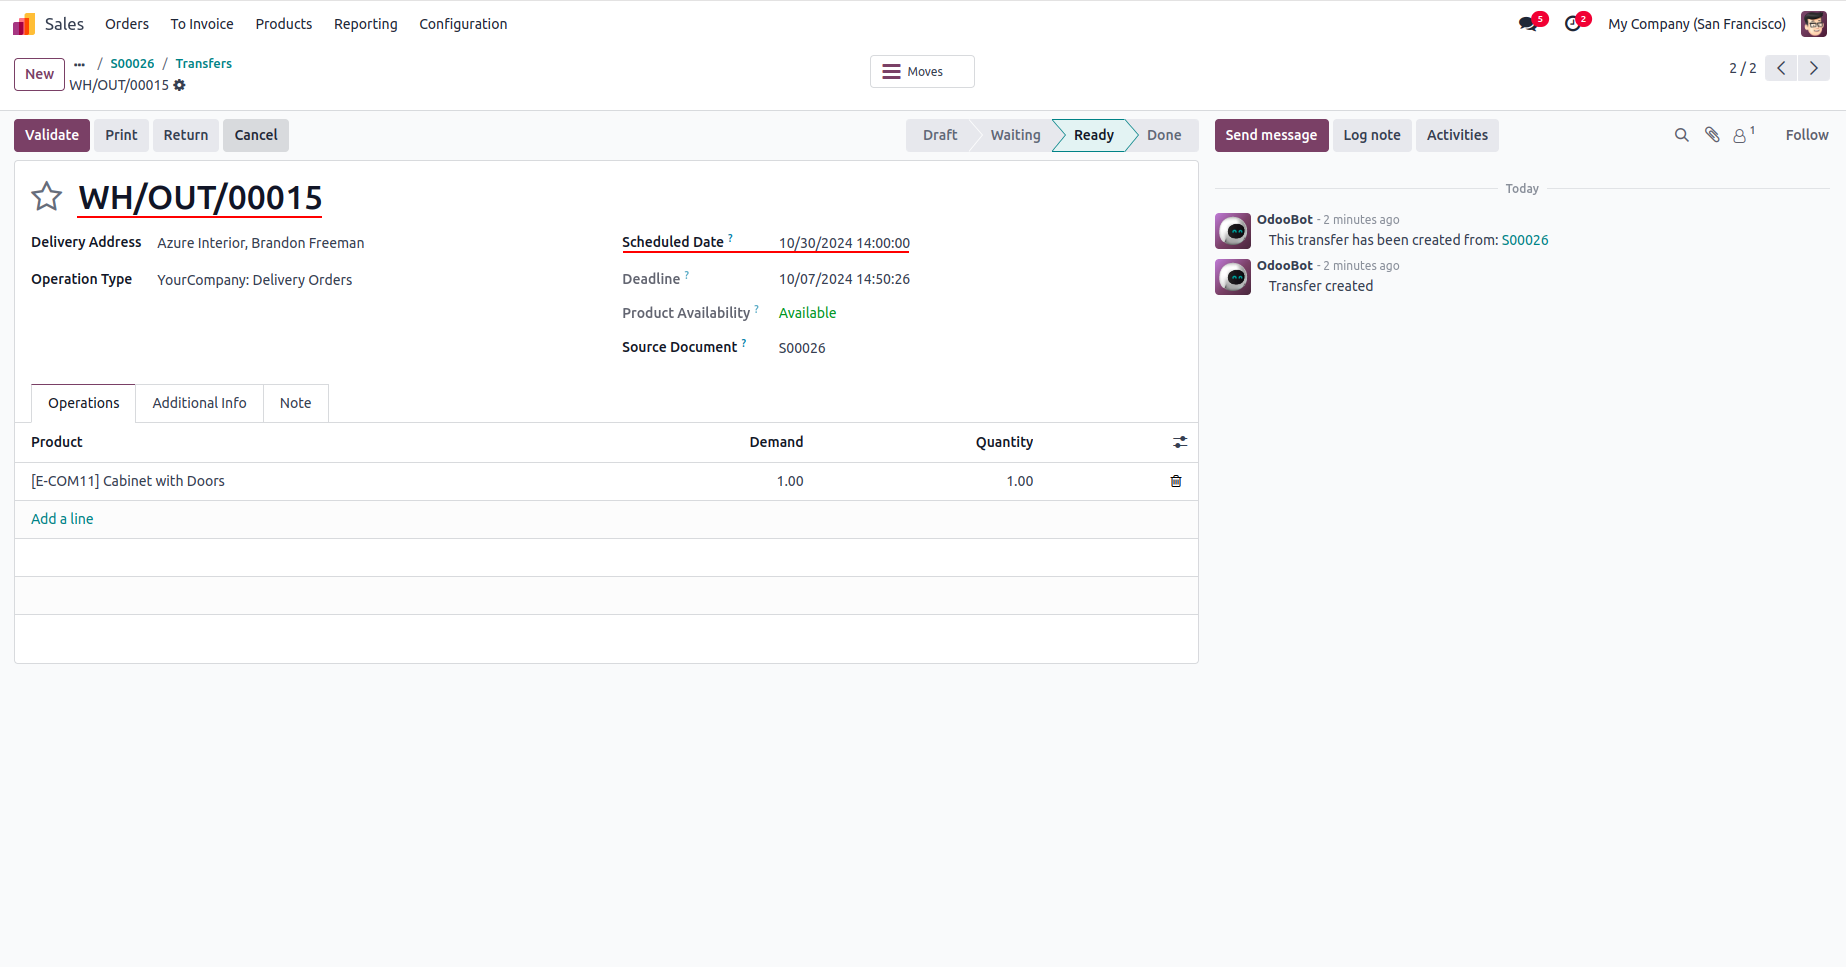 Sales Orders To Invoice Products Reporting Configuration 5 2 My Company (San Francisco)
New ... / S00026 / Transfers
WH/OUT/00015
Moves
2 / 2
Validate Print Return Cancel Draft Waiting Ready Done Send message Log note Activities 1 Follow
WH/OUT/00015
Delivery Address Azure Interior, Brandon Freeman
Operation Type YourCompany: Delivery Orders
Scheduled Date ? 10/30/2024 14:00:00
Deadline ? 10/07/2024 14:50:26
Product Availability ? Available
Source Document ? S00026
Operations Additional Info Note
Product Demand Quantity
[E-COM11] Cabinet with Doors 1.00 1.00
Add a line
Today
OdooBot - 2 minutes ago
This transfer has been created from: S00026
OdooBot - 2 minutes ago
Transfer created